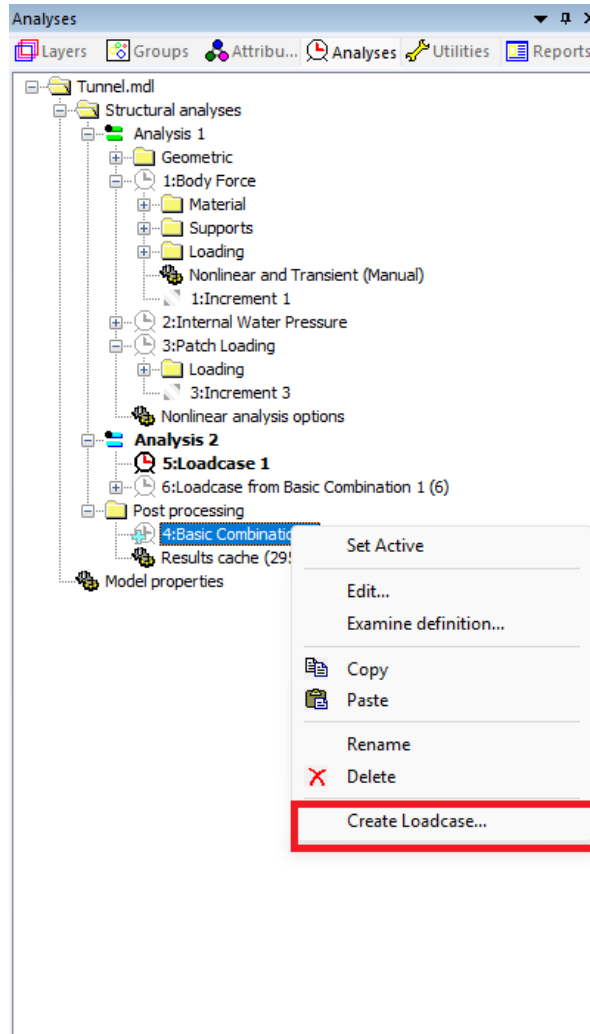 Analyses
Layers Groups Attribu... Analyses Utilities Reports
Tunnel.mdl
Structural analyses
Analysis 1
Geometric
1:Body Force
Material
Supports
Loading
Nonlinear and Transient (Manual)
1:Increment 1
2:Internal Water Pressure
3:Patch Loading
Loading
3:Increment 3
Nonlinear analysis options
Analysis 2
5:Loadcase 1
6:Loadcase from Basic Combination 1 (6)
Post processing
4:Basic Combinatio
Results cache (29
Model properties
Set Active
Edit...
Examine definition...
Copy
Paste
Rename
Delete
Create Loadcase...